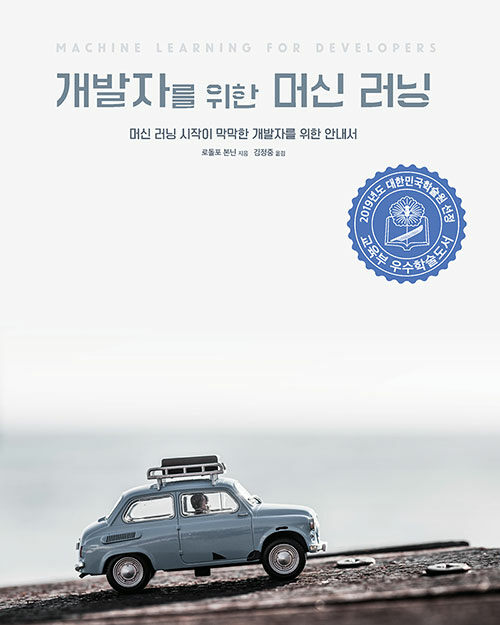 MACHINE LEARNING FOR DEVELOPERS
개발자를 위한 머신 러닝
머신 러닝 시작이 막막한 개발자를 위한 안내서
로돌포 본닌 지음 김정중 옮김
2019년도 대한민국학술원 선정
교육부 우수학술도서